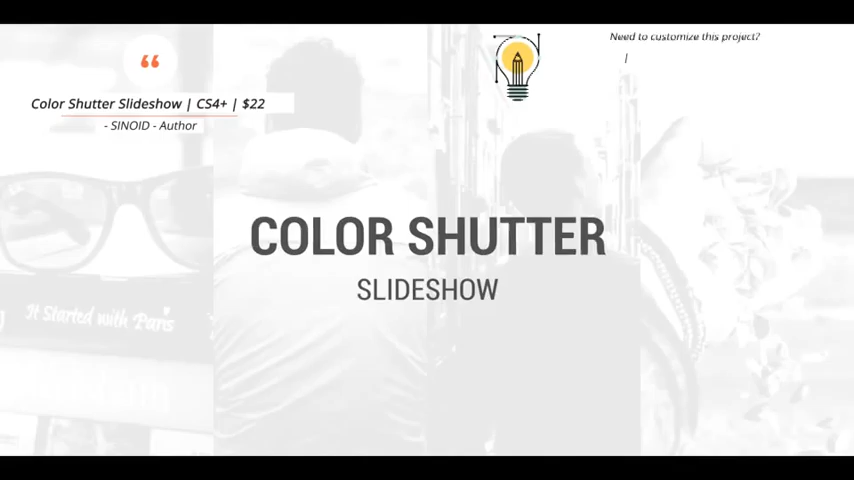 Need to customize this project?
“
Color Shutter Slideshow | CS4+ | $22
- SINOID - Author
COLOR SHUTTER
SLIDESHOW
It Started with Paris